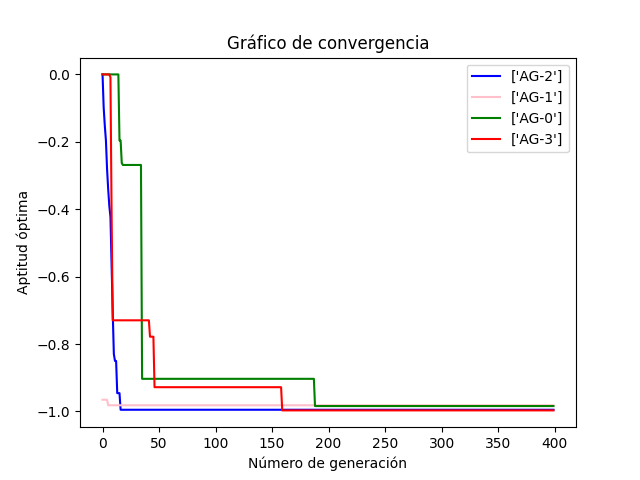 Gráfico de convergencia
['AG-2']
['AG-1']
['AG-0']
['AG-3']
Aptitud óptima
0.0
−0.2
−0.4
−0.6
−0.8
−1.0
0 50 100 150 200 250 300 350 400
Número de generación